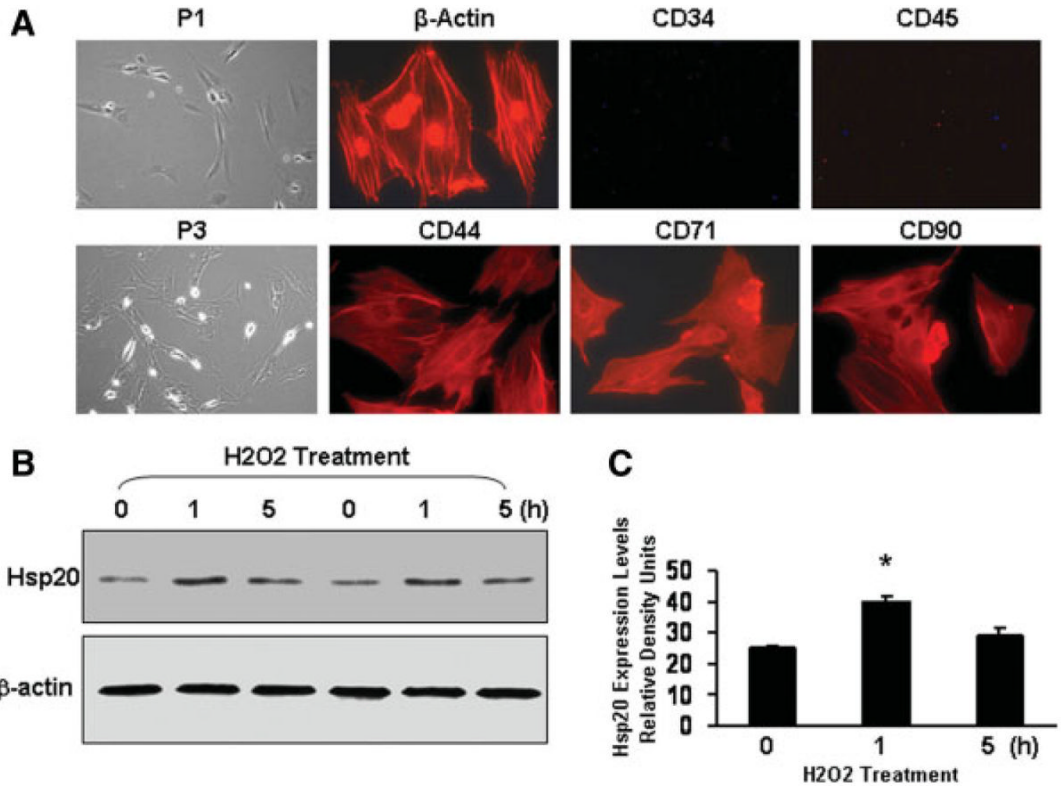 A
P1 β-Actin CD34 CD45
P3 CD44 CD71 CD90
B
H2O2 Treatment
0 1 5 0 1 5 (h)
Hsp20
β-actin
C
Hsp20 Expression Levels
Relative Density Units
50
40
30
20
10
0
*
0 1 5 (h)
H2O2 Treatment